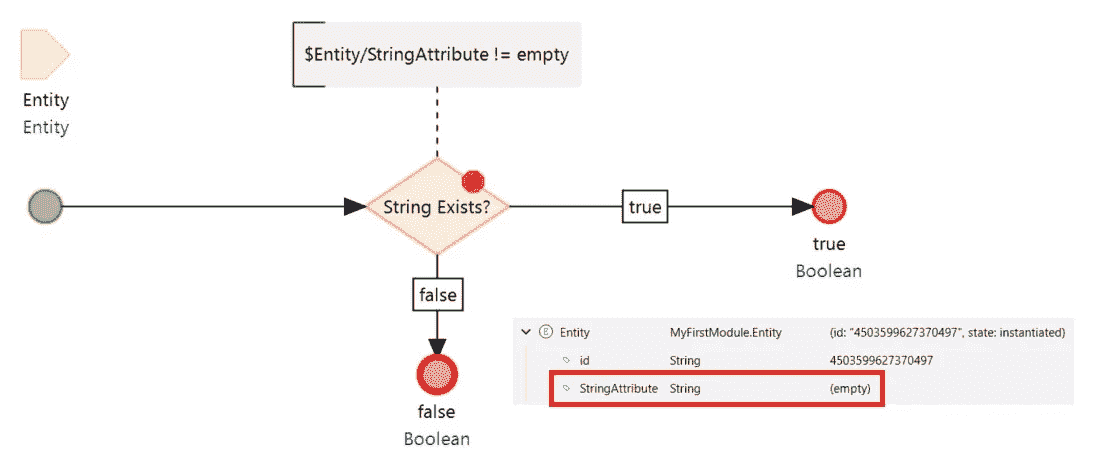 $Entity/StringAttribute != empty
Entity
Entity
String Exists?
true
true
Boolean
false
false
Boolean
Entity MyFirstModule.Entity {id: "4503599627370497", state: instantiated}
id String 4503599627370497
StringAttribute String (empty)